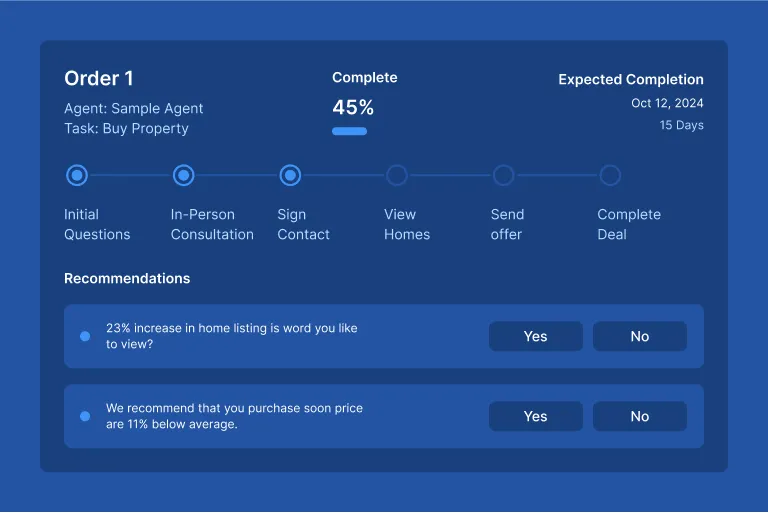 Order 1
Agent: Sample Agent
Task: Buy Property
Complete
45%
Expected Completion
Oct 12, 2024
15 Days
Initial
Questions
In-Person
Consultation
Sign
Contact
View
Homes
Send
offer
Complete
Deal
Recommendations
23% increase in home listing is word you like
to view?
Yes
No
We recommend that you purchase soon price
are 11% below average.
Yes
No